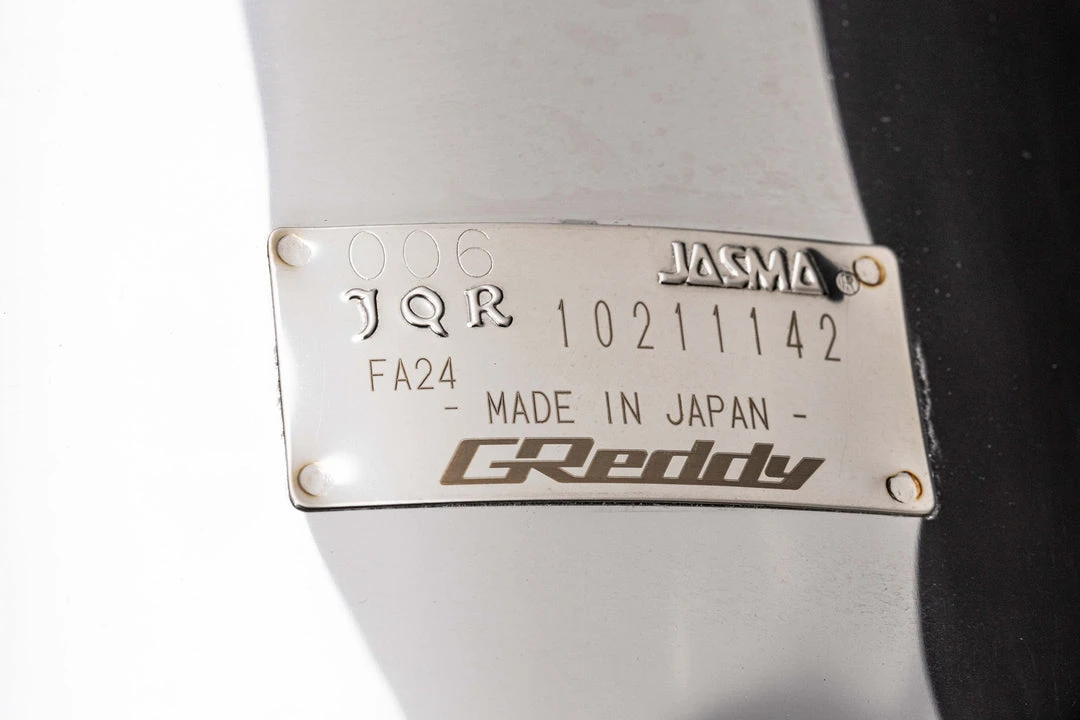 006 JASMA®
JQR 10211142
FA24
- MADE IN JAPAN -
GReddy